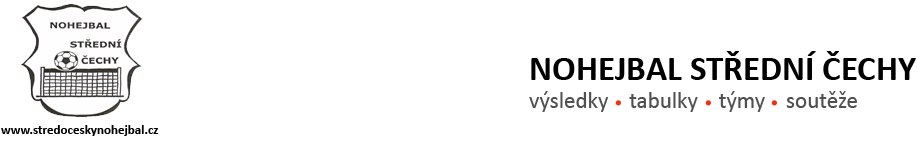 NOHEJBAL
STŘEDNÍ
ČECHY
www.stredoceskynohejbal.cz
NOHEJBAL STŘEDNÍ ČECHY
výsledky • tabulky • týmy • soutěže